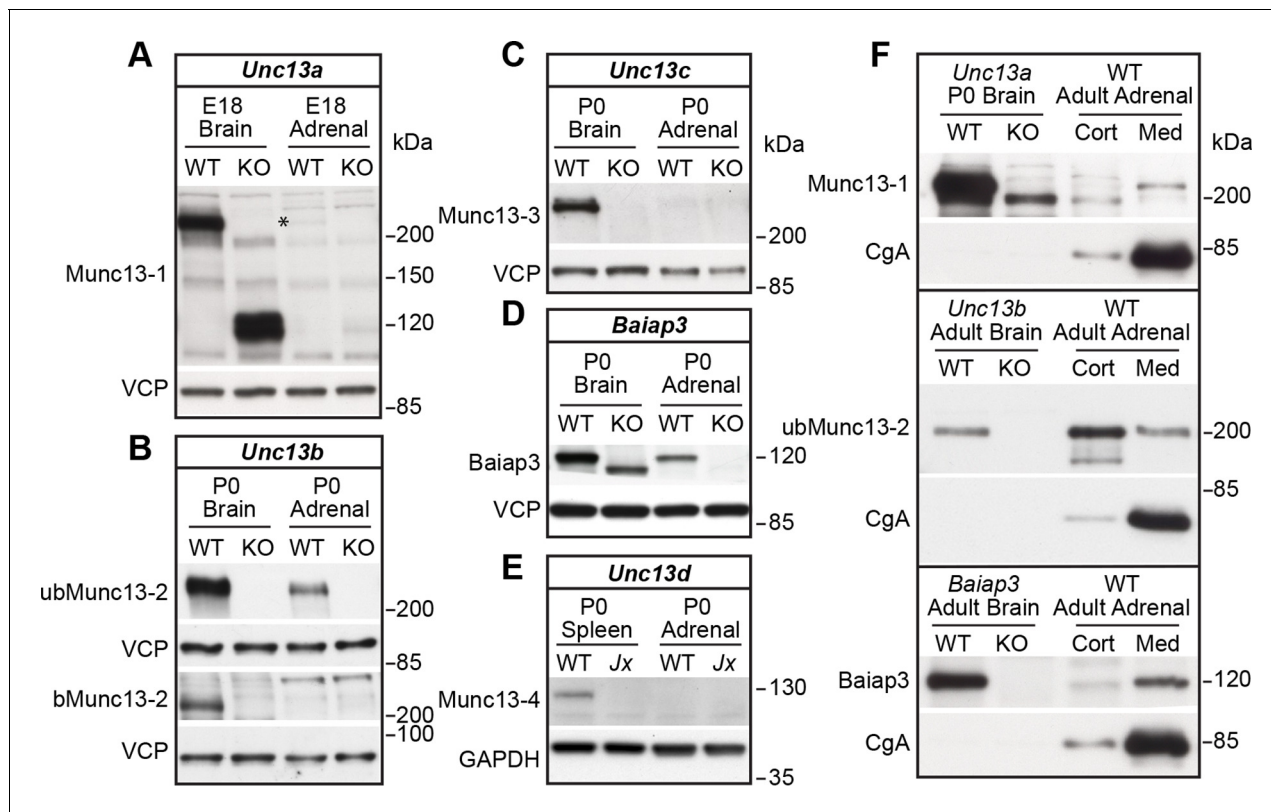 A
Unc13a
E18
Brain
E18
Adrenal
kDa
WT KO WT KO
*
Munc13-1
-200
-150
-120
VCP
-85
B
Unc13b
P0
Brain
P0
Adrenal
WT KO WT KO
ubMunc13-2
-200
VCP
-85
bMunc13-2
-200
-100
VCP
C
Unc13c
P0
Brain
P0
Adrenal
kDa
WT KO WT KO
Munc13-3
-200
VCP
-85
D
Baiap3
P0
Brain
P0
Adrenal
WT KO WT KO
Baiap3
-120
VCP
-85
E
Unc13d
P0
Spleen
P0
Adrenal
WT Jx WT Jx
Munc13-4
-130
GAPDH
-35
F
Unc13a
P0 Brain
WT
Adult Adrenal
WT KO Cort Med
kDa
Munc13-1
-200
CgA
-85
Unc13b
Adult Brain
WT
Adult Adrenal
WT KO Cort Med
ubMunc13-2
-200
-85
CgA
Baiap3
Adult Brain
WT
Adult Adrenal
WT KO Cort Med
Baiap3
-120
CgA
-85